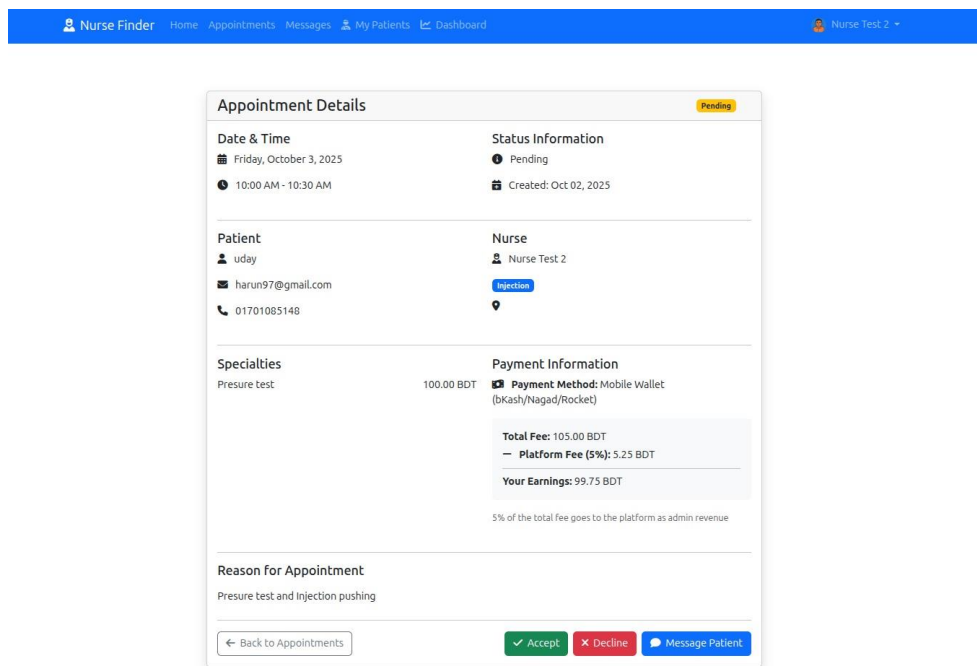 Nurse Finder Home Appointments Messages My Patients Dashboard Nurse Test 2
Appointment Details Pending
Date & Time
Friday, October 3, 2025
10:00 AM - 10:30 AM
Status Information
Pending
Created: Oct 02, 2025
Patient
uday
harun97@gmail.com
01701085148
Nurse
Nurse Test 2
Injection
Specialties
Presure test 100.00 BDT
Payment Information
Payment Method: Mobile Wallet
(bKash/Nagad/Rocket)
Total Fee: 105.00 BDT
— Platform Fee (5%): 5.25 BDT
Your Earnings: 99.75 BDT
5% of the total fee goes to the platform as admin revenue
Reason for Appointment
Presure test and Injection pushing
← Back to Appointments Accept Decline Message Patient